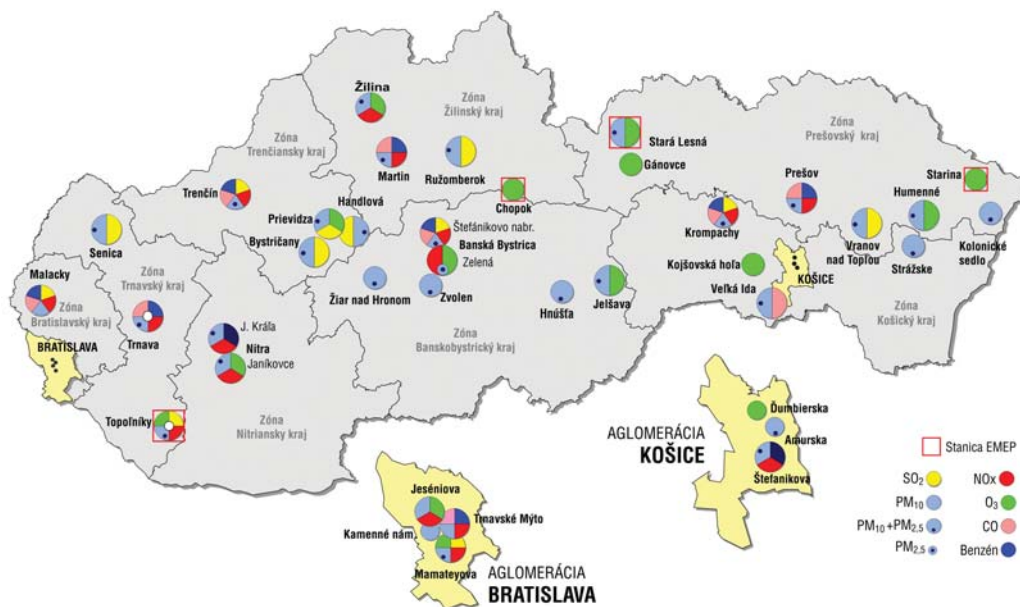 Žilina
Zóna
Žilinský kraj
Zóna
Trenčiansky kraj
Martin
Ružomberok
Stará Lesná
Gánovce
Zóna
Prešovský kraj
Trenčín
Handlová
Prievidza
Chopok
Prešov
Starina
Humenné
Senica
Bystričany
Štefánikovo nabr.
Banská Bystrica
Zelená
Krompachy
Vranov
nad Topľou
Kolonické
sedlo
Strážske
Malacky
Zóna
Trnavský kraj
Zóna
Bratislavský kraj
Žiar nad Hronom
Zvolen
Hnúšťa
Jelšava
Kojšovská hoľa
KOŠICE
Veľká Ida
Zóna
Košický kraj
Trnava
J. Kráľa
Nitra
Janíkovce
Zóna
Banskobystrický kraj
BRATISLAVA
Topoľníky
Zóna
Nitriansky kraj
AGLOMERÁCIA
KOŠICE
Ďumbierska
Amurska
Štefanikova
Jeséniova
Trnavské Mýto
Kamenné nám.
Mamateyova
AGLOMERÁCIA
BRATISLAVA
Stanica EMEP
SO2
NOx
PM10
O3
PM10+PM2.5
CO
PM2.5
Benzén